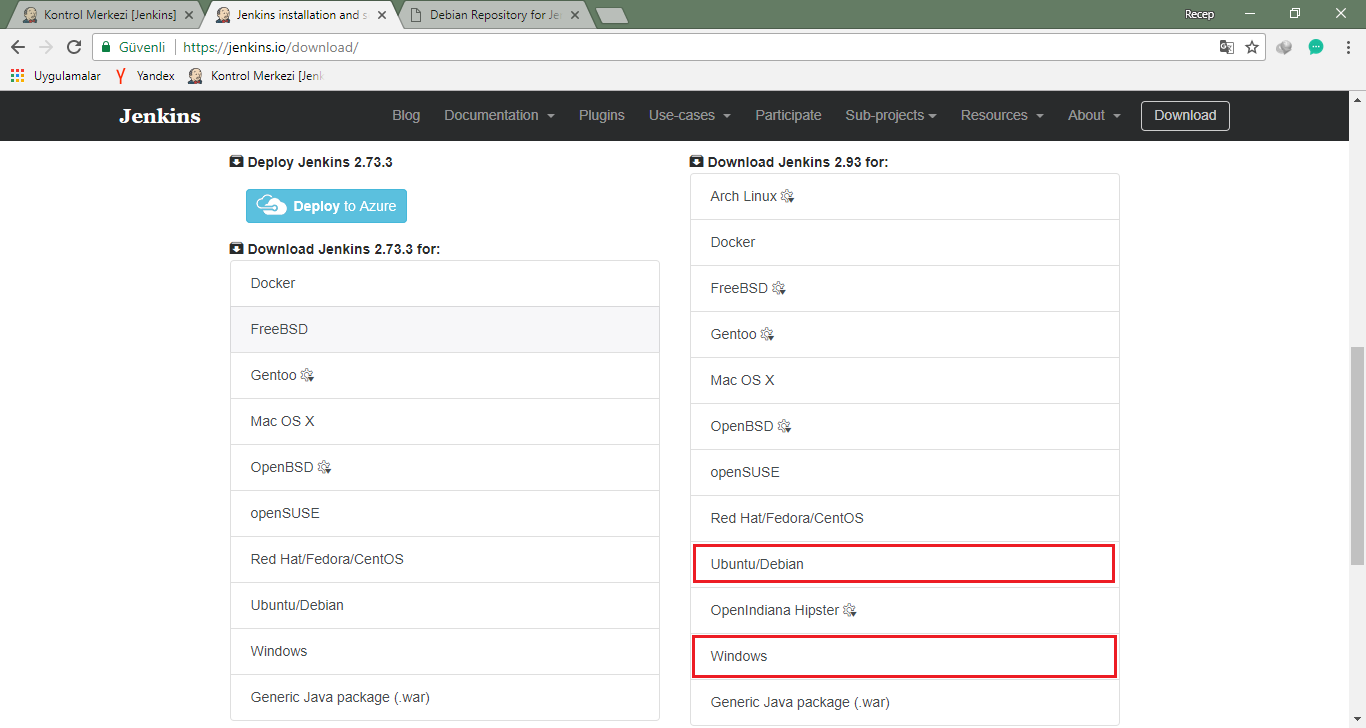 Kontrol Merkezi [Jenkins]
Jenkins installation and s
Debian Repository for Je
Recep
Güvenli
https://jenkins.io/download/
Uygulamalar
Yandex
Kontrol Merkezi [Jenk
Jenkins
Blog
Documentation
Plugins
Use-cases
Participate
Sub-projects
Resources
About
Download
Deploy Jenkins 2.73.3
Deploy to Azure
Download Jenkins 2.73.3 for:
Docker
FreeBSD
Gentoo
Mac OS X
OpenBSD
openSUSE
Red Hat/Fedora/CentOS
Ubuntu/Debian
Windows
Generic Java package (.war)
Download Jenkins 2.93 for:
Arch Linux
Docker
FreeBSD
Gentoo
Mac OS X
OpenBSD
openSUSE
Red Hat/Fedora/CentOS
Ubuntu/Debian
OpenIndiana Hipster
Windows
Generic Java package (.war)